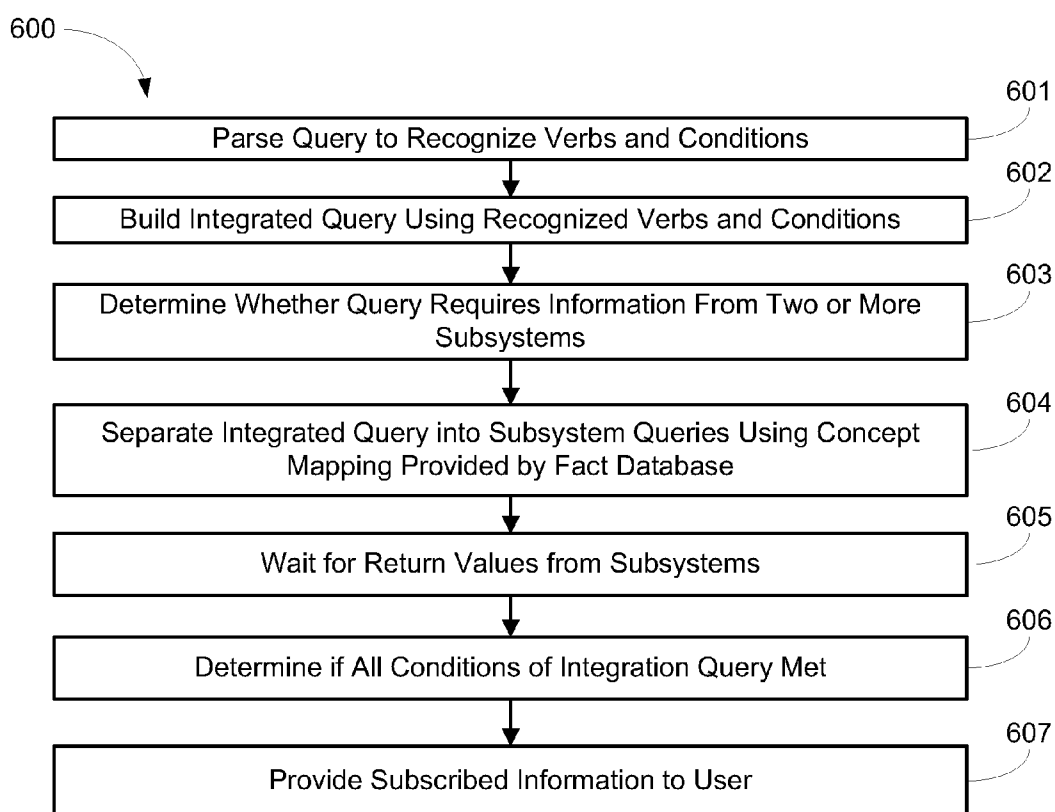 600
601
Parse Query to Recognize Verbs and Conditions
602
Build Integrated Query Using Recognized Verbs and Conditions
603
Determine Whether Query Requires Information From Two or More
Subsystems
604
Separate Integrated Query into Subsystem Queries Using Concept
Mapping Provided by Fact Database
605
Wait for Return Values from Subsystems
606
Determine if All Conditions of Integration Query Met
607
Provide Subscribed Information to User